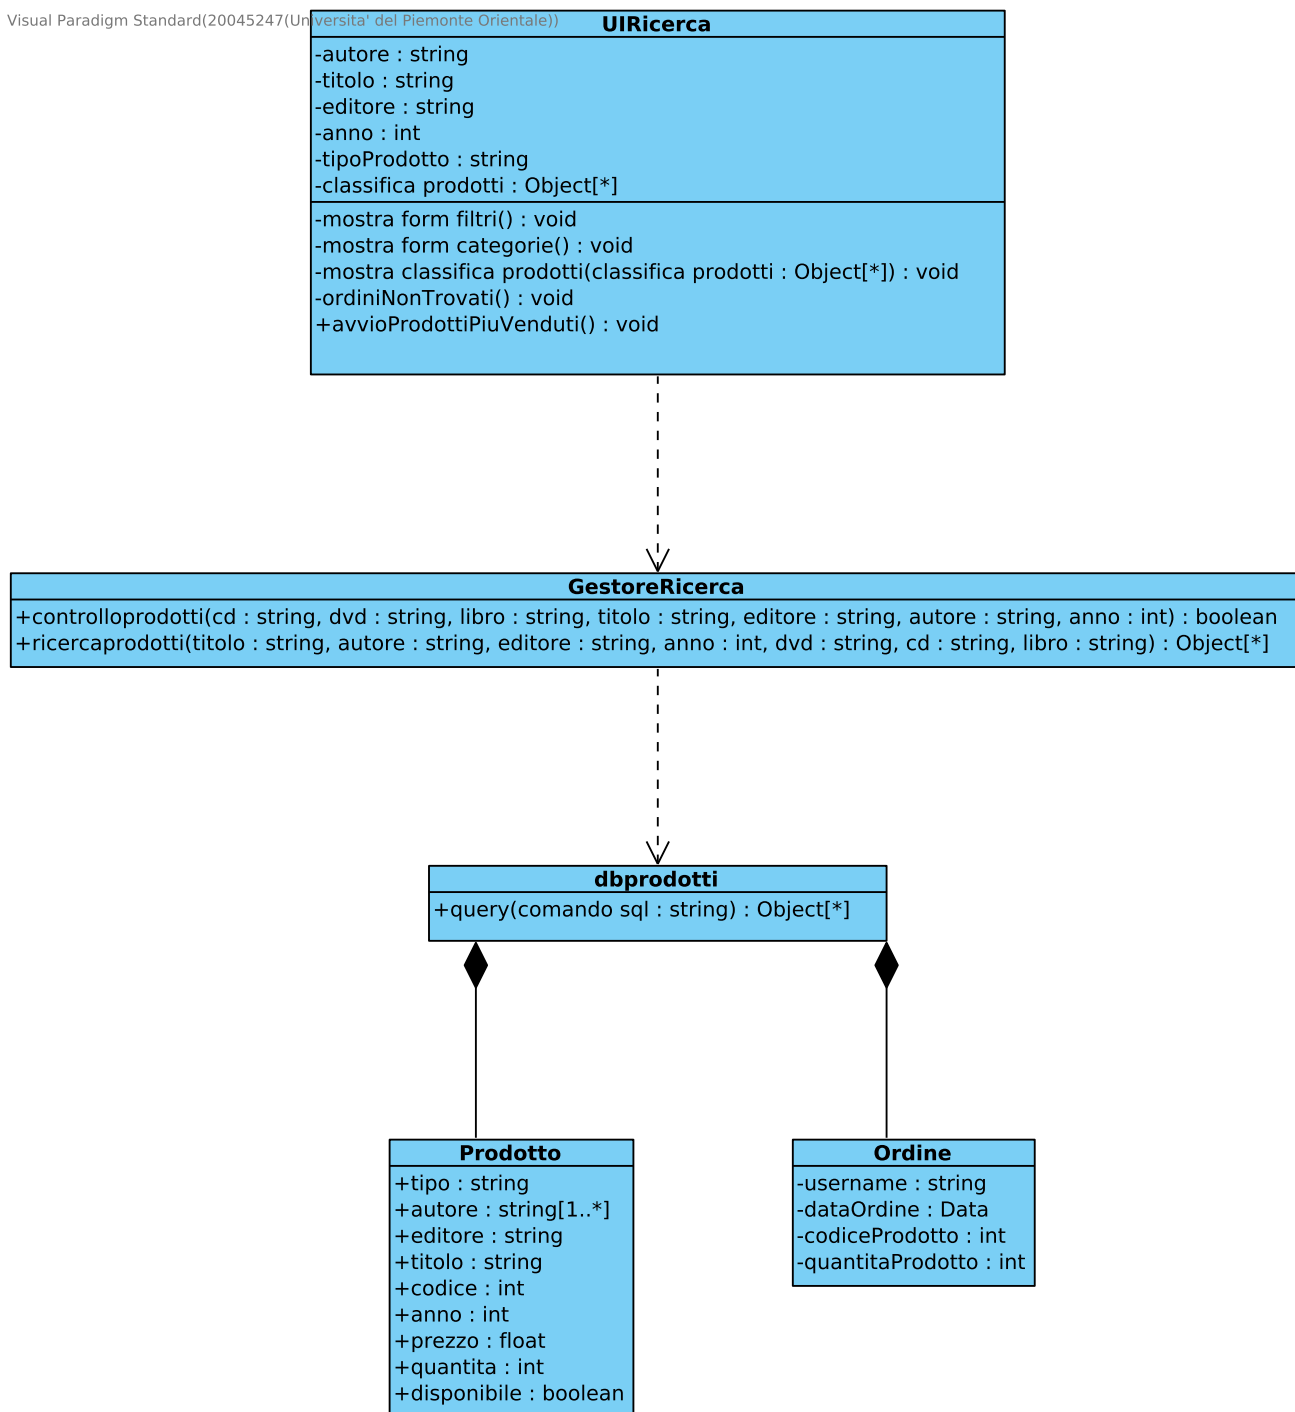 Visual Paradigm Standard(20045247(Universita' del Piemonte Orientale))
UIRicerca
-autore : string
-titolo : string
-editore : string
-anno : int
-tipoProdotto : string
-classifica prodotti : Object[*]
-mostra form filtri() : void
-mostra form categorie() : void
-mostra classifica prodotti(classifica prodotti : Object[*]) : void
-ordiniNonTrovati() : void
+avvioProdottiPiuVenduti() : void
GestoreRicerca
+controlloprodotti(cd : string, dvd : string, libro : string, titolo : string, editore : string, autore : string, anno : int) : boolean
+ricercaprodotti(titolo : string, autore : string, editore : string, anno : int, dvd : string, cd : string, libro : string) : Object[*]
dbprodotti
+query(comando sql : string) : Object[*]
Prodotto
+tipo : string
+autore : string[1..*]
+editore : string
+titolo : string
+codice : int
+anno : int
+prezzo : float
+quantita : int
+disponibile : boolean
Ordine
-username : string
-dataOrdine : Data
-codiceProdotto : int
-quantitaProdotto : int